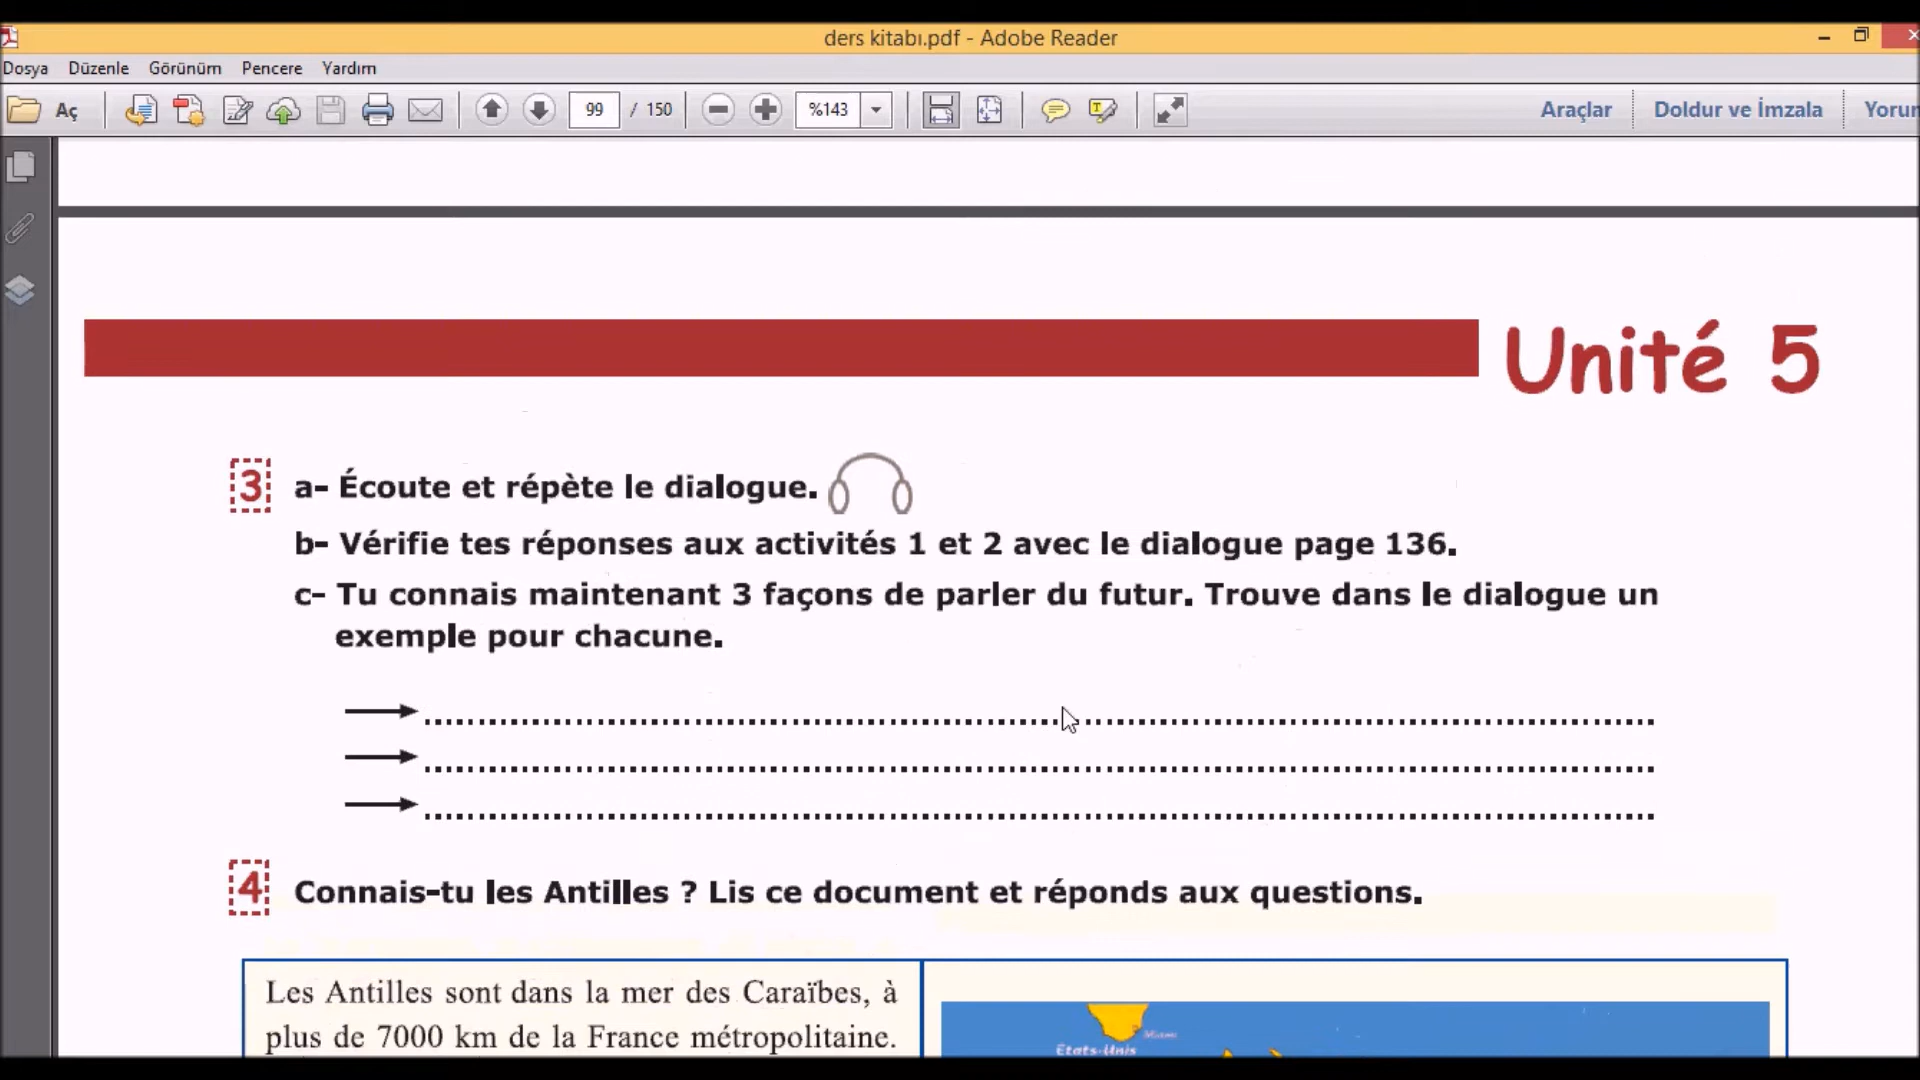 ders kitabı.pdf - Adobe Reader
Dosya Düzenle Görünüm Pencere Yardım
Aç 99 / 150 %143 Araçlar Doldur ve İmzala Yorum
Unité 5
3 a- Écoute et répète le dialogue.
b- Vérifie tes réponses aux activités 1 et 2 avec le dialogue page 136.
c- Tu connais maintenant 3 façons de parler du futur. Trouve dans le dialogue un
exemple pour chacune.
4 Connais-tu les Antilles ? Lis ce document et réponds aux questions.
Les Antilles sont dans la mer des Caraïbes, à
plus de 7000 km de la France métropolitaine.
Miami
États-Unis